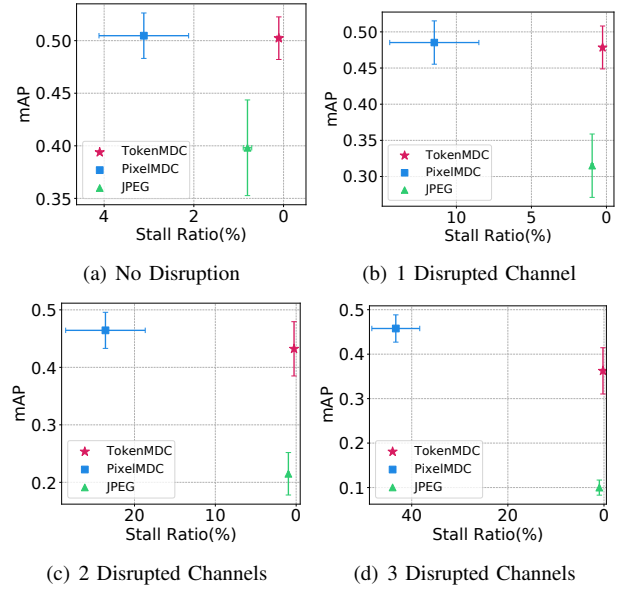 0.50
0.45
0.40
0.35
mAP
TokenMDC
PixelMDC
JPEG
4 2 0
Stall Ratio(%)
(a) No Disruption
0.50
0.45
0.40
0.35
0.30
mAP
TokenMDC
PixelMDC
JPEG
10 5 0
Stall Ratio(%)
(b) 1 Disrupted Channel
0.5
0.4
0.3
0.2
mAP
TokenMDC
PixelMDC
JPEG
20 10 0
Stall Ratio(%)
(c) 2 Disrupted Channels
0.5
0.4
0.3
0.2
0.1
mAP
TokenMDC
PixelMDC
JPEG
40 20 0
Stall Ratio(%)
(d) 3 Disrupted Channels